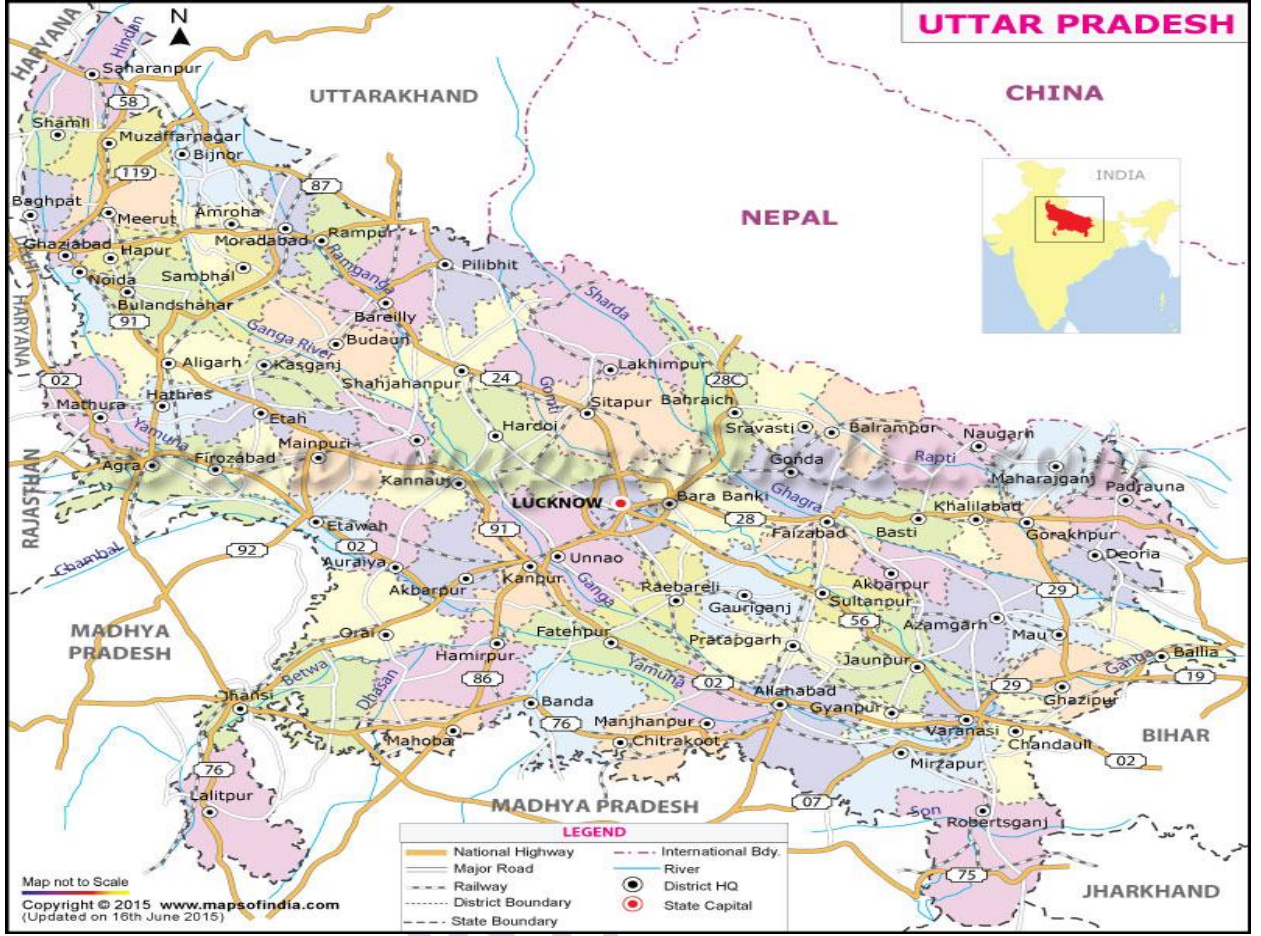 UTTAR PRADESH
N
HARYANA
Hindan
Saharanpur
UTTARAKHAND
CHINA
58
Shamli
Muzaffarnagar
Bijnor
119
87
INDIA
Baghpat
Meerut
Amroha
Moradabad
Rampur
NEPAL
Ghaziabad
Hapur
DELHI
Noida
Sambhal
Ramganga
Pilibhit
Bulandshahar
Bareilly
Sharda
HARYANA
91
Ganga River
Budaun
Aligarh
Kasganj
Shahjahanpur
24
Lakhimpur
28C
02
Gomti
Mathura
Hathras
Etah
Sitapur
Bahraich
Yamuna
Mainpuri
Hardoi
Sravasti
Balrampur
Naugarh
RAJASTHAN
Agra
Firozabad
Gonda
Rapti
Maharajganj
Kannauj
Ghagra
Padrauna
LUCKNOW
Bara Banki
Khalilabad
Etawah
91
28
Faizabad
Basti
Gorakhpur
Chambal
92
02
Auraiya
Unnao
Deoria
Akbarpur
Kanpur
Ganga
Raebareli
Gauriganj
Akbarpur
Sultanpur
29
MADHYA
PRADESH
Orai
Fatehpur
Pratapgarh
56
Azamgarh
Mau
Hamirpur
Jaunpur
Ganga
Ballia
Betwa
Dhasan
86
Yamuna
02
Allahabad
29
19
Jhansi
Banda
Gyanpur
Ghazipur
Mahoba
76
Manjhanpur
Varanasi
BIHAR
Chitrakoot
Chandauli
76
Mirzapur
02
Lalitpur
MADHYA PRADESH
07
Son
Robertsganj
LEGEND
National Highway
International Bdy.
Major Road
River
Railway
District HQ
District Boundary
State Capital
State Boundary
75
JHARKHAND
Map not to Scale
Copyright © 2015 www.mapsofindia.com
(Updated on 16th June 2015)